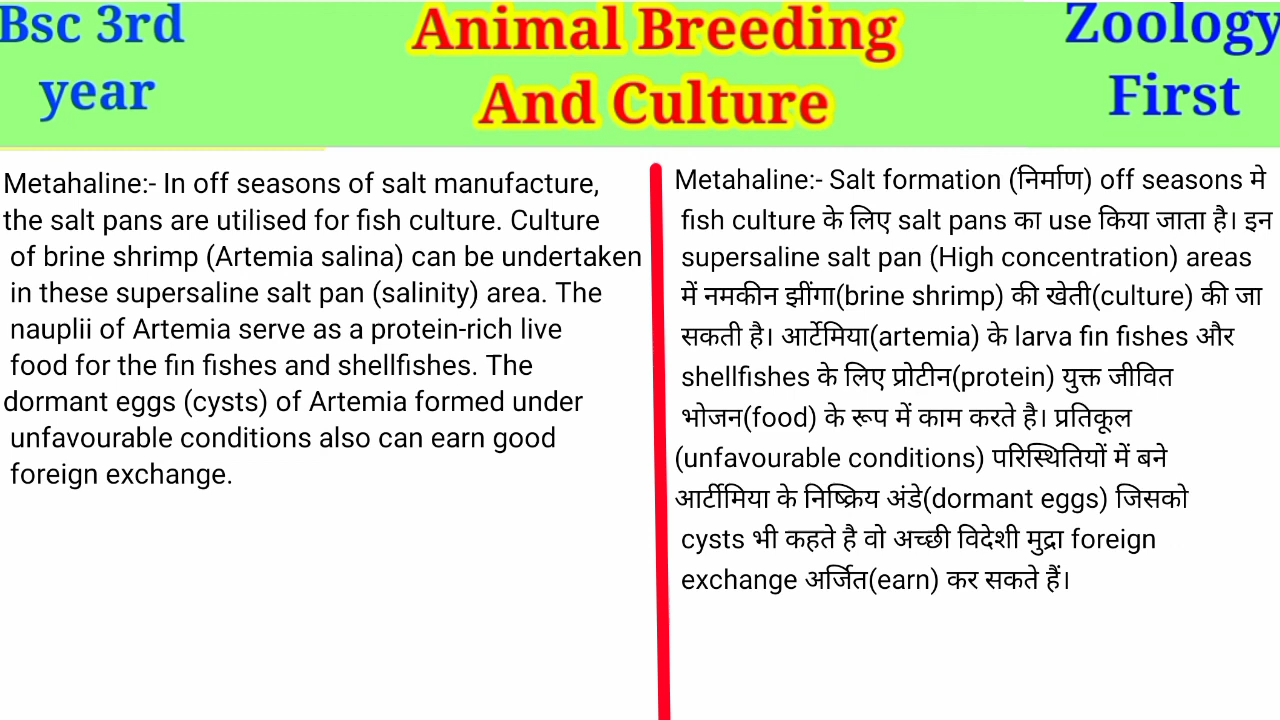 Bsc 3rd
year
Animal Breeding
And Culture
Zoology
First
Metahaline:- In off seasons of salt manufacture,
the salt pans are utilised for fish culture. Culture
of brine shrimp (Artemia salina) can be undertaken
in these supersaline salt pan (salinity) area. The
nauplii of Artemia serve as a protein-rich live
food for the fin fishes and shellfishes. The
dormant eggs (cysts) of Artemia formed under
unfavourable conditions also can earn good
foreign exchange.
Metahaline:- Salt formation (निर्माण) off seasons मे
fish culture के लिए salt pans का use किया जाता है। इन
supersaline salt pan (High concentration) areas
में नमकीन झींगा(brine shrimp) की खेती(culture) की जा
सकती है। आर्टेमिया(artemia) के larva fin fishes और
shellfishes के लिए प्रोटीन(protein) युक्त जीवित
भोजन(food) के रूप में काम करते है। प्रतिकूल
(unfavourable conditions) परिस्थितियों में बने
आर्टीमिया के निष्क्रिय अंडे(dormant eggs) जिसको
cysts भी कहते है वो अच्छी विदेशी मुद्रा foreign
exchange अर्जित(earn) कर सकते हैं।